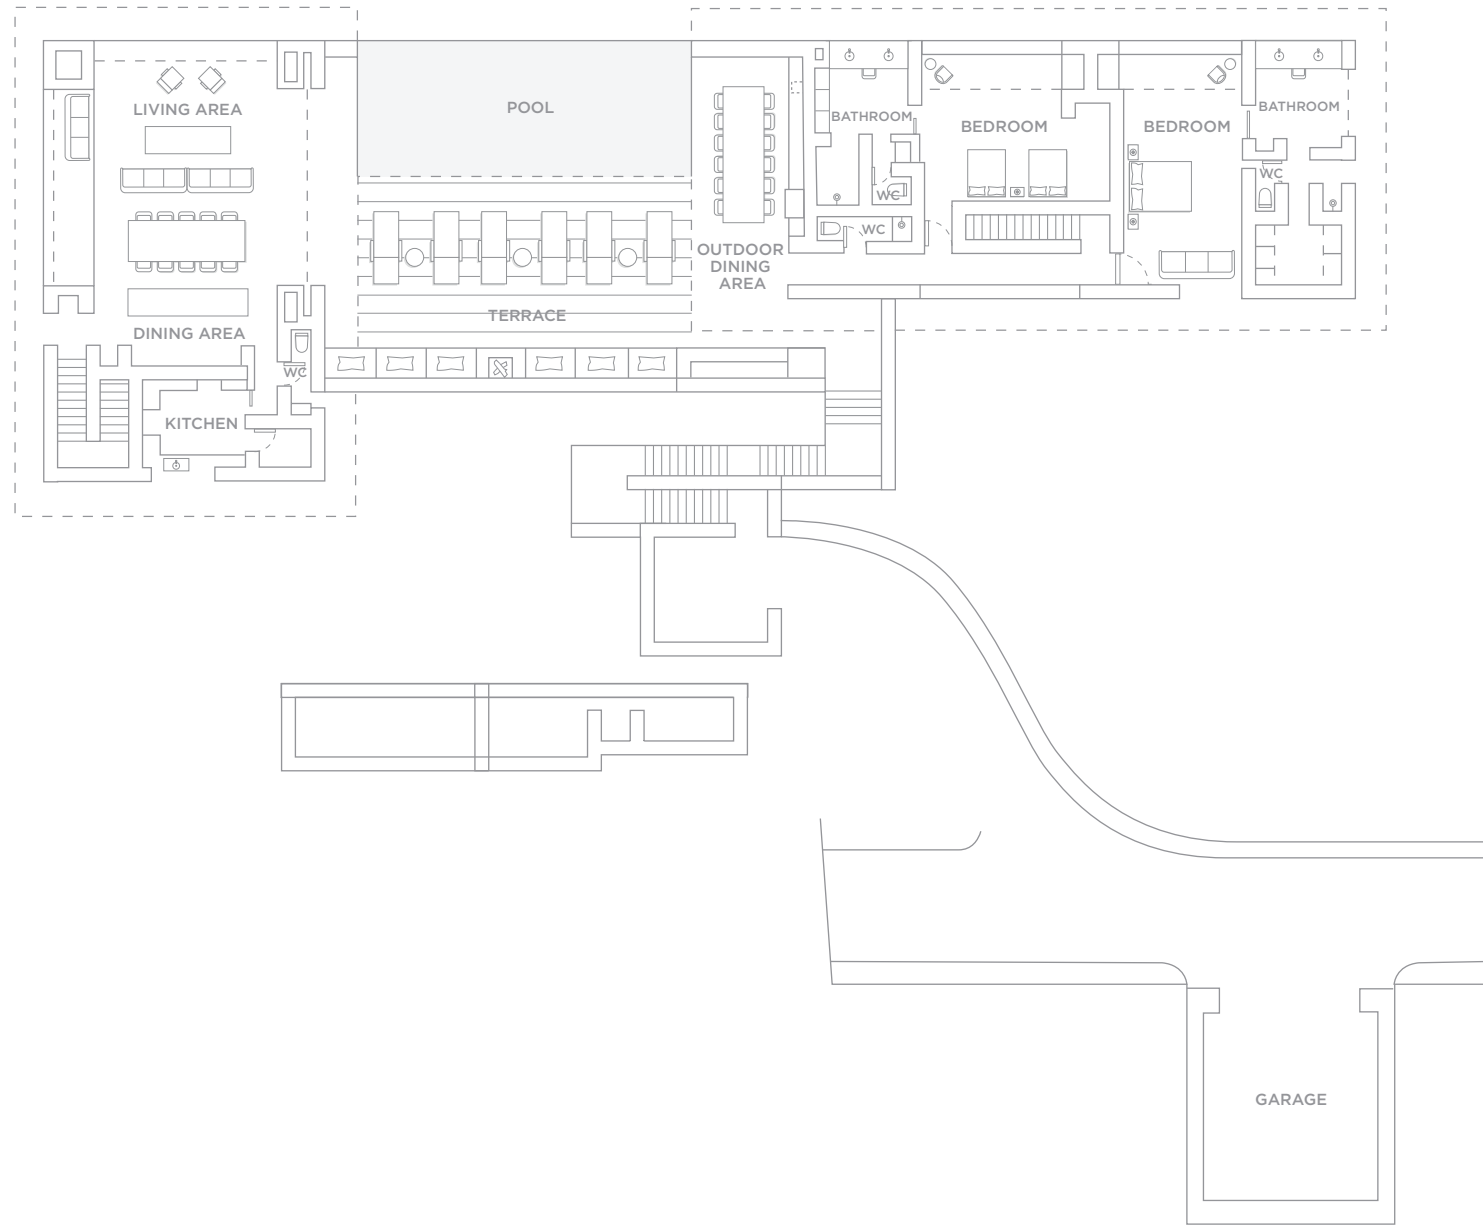 LIVING AREA
POOL
BATHROOM
BEDROOM
BEDROOM
BATHROOM
WC
WC
WC
OUTDOOR
DINING
AREA
TERRACE
DINING AREA
WC
KITCHEN
GARAGE